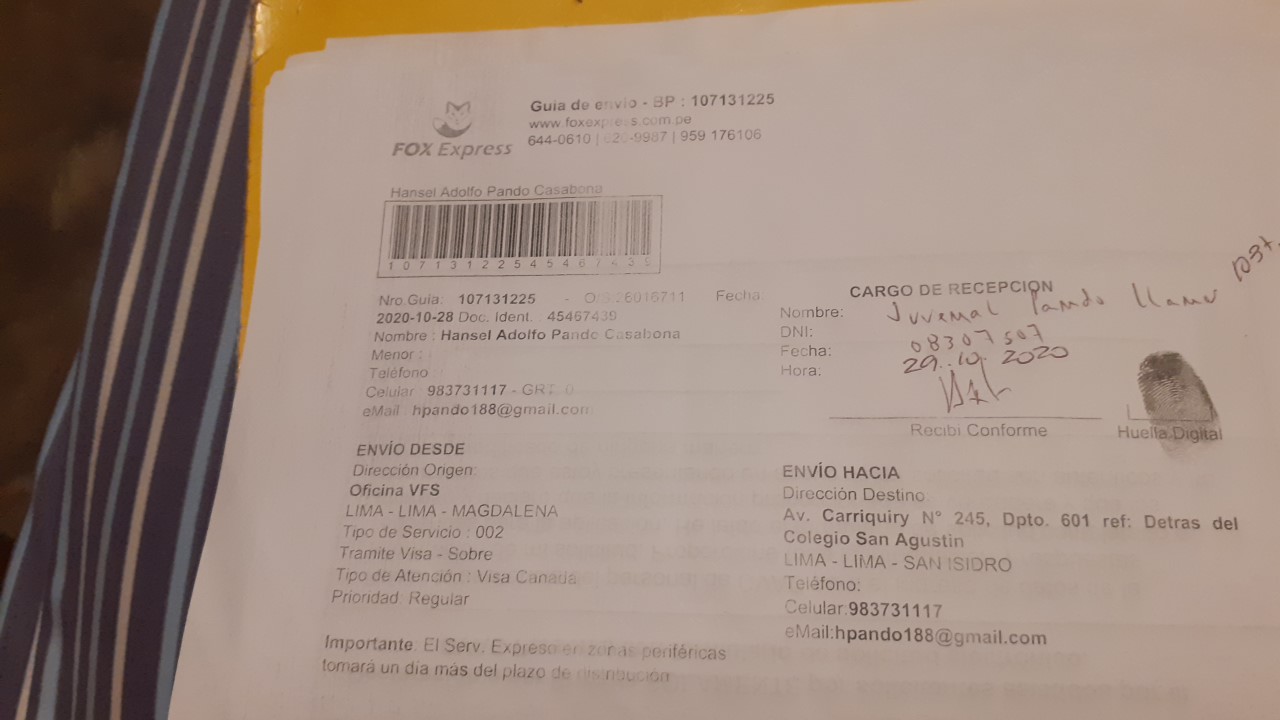 FOX Express
Guia de envio - BP : 107131225
www.foxexpress.com.pe
644-0610 | 620-9987 | 959 176106
Hansel Adolfo Pando Casabona
Nro.Guia: 107131225 - 6016711 Fecha
2020-10-28 Doc. Ident. : 45467439
Nombre : Hansel Adolfo Pando Casabona
Menor :
Teléfono :
Celular : 983731117 - GRT: 0
eMail : hpando188@gmail.com
CARGO DE RECEPCION
Nombre: Juvenal Pando
DNI: 08307507
Fecha: 29.10.2020
Hora:
Recibi Conforme
Huella Digital
ENVÍO DESDE
Dirección Origen:
Oficina VFS
LIMA - LIMA - MAGDALENA
Tipo de Servicio : 002
Tramite Visa - Sobre
Tipo de Atención : Visa Canada
Prioridad: Regular
ENVÍO HACIA
Dirección Destino
Av. Carriquiry N° 245, Dpto. 601 ref: Detras del
Colegio San Agustin
LIMA - LIMA - SAN ISIDRO
Teléfono:
Celular:983731117
eMail:hpando188@gmail.com
Importante: El Serv. Expreso en zonas periféricas
tomará un día más del plazo de distribución